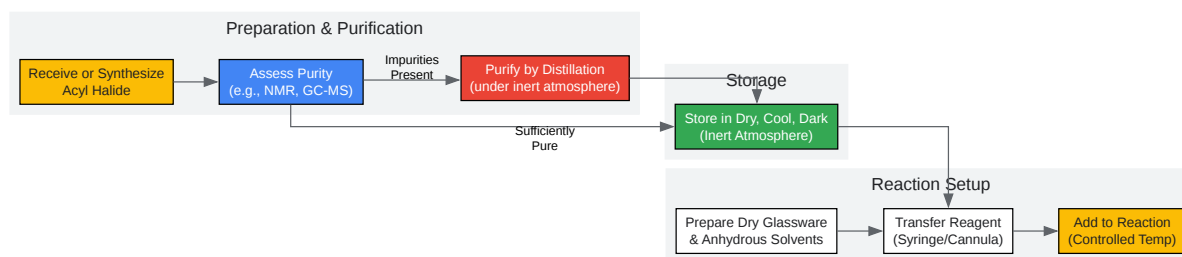 Preparation & Purification
Receive or Synthesize
Acyl Halide
Assess Purity
(e.g., NMR, GC-MS)
Impurities
Present
Purify by Distillation
(under inert atmosphere)
Sufficiently
Pure
Storage
Store in Dry, Cool, Dark
(Inert Atmosphere)
Reaction Setup
Prepare Dry Glassware
& Anhydrous Solvents
Transfer Reagent
(Syringe/Cannula)
Add to Reaction
(Controlled Temp)